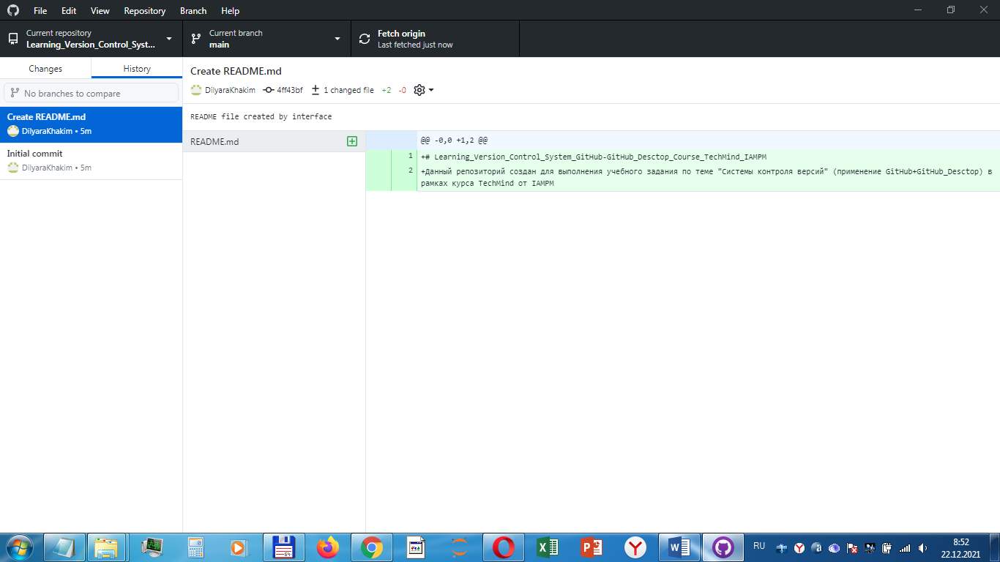 File Edit View Repository Branch Help
Current repository
Learning_Version_Control_Syst...
Current branch
main
Fetch origin
Last fetched just now
Changes
History
No branches to compare
Create README.md
DilyaraKhakim • 5m
Initial commit
DilyaraKhakim • 5m
Create README.md
DilyaraKhakim 4ff43bf 1 changed file +2 -0
README file created by interface
README.md
@@ -0,0 +1,2 @@
1 +# Learning_Version_Control_System_GitHub-GitHub_Desctop_Course_TechMind_IAMPM
2 +Данный репозиторий создан для выполнения учебного задания по теме "Системы контроля версий" (применение GitHub+GitHub_Desctop) в
рамках курса TechMind от IAMPM
RU
8:52
22.12.2021